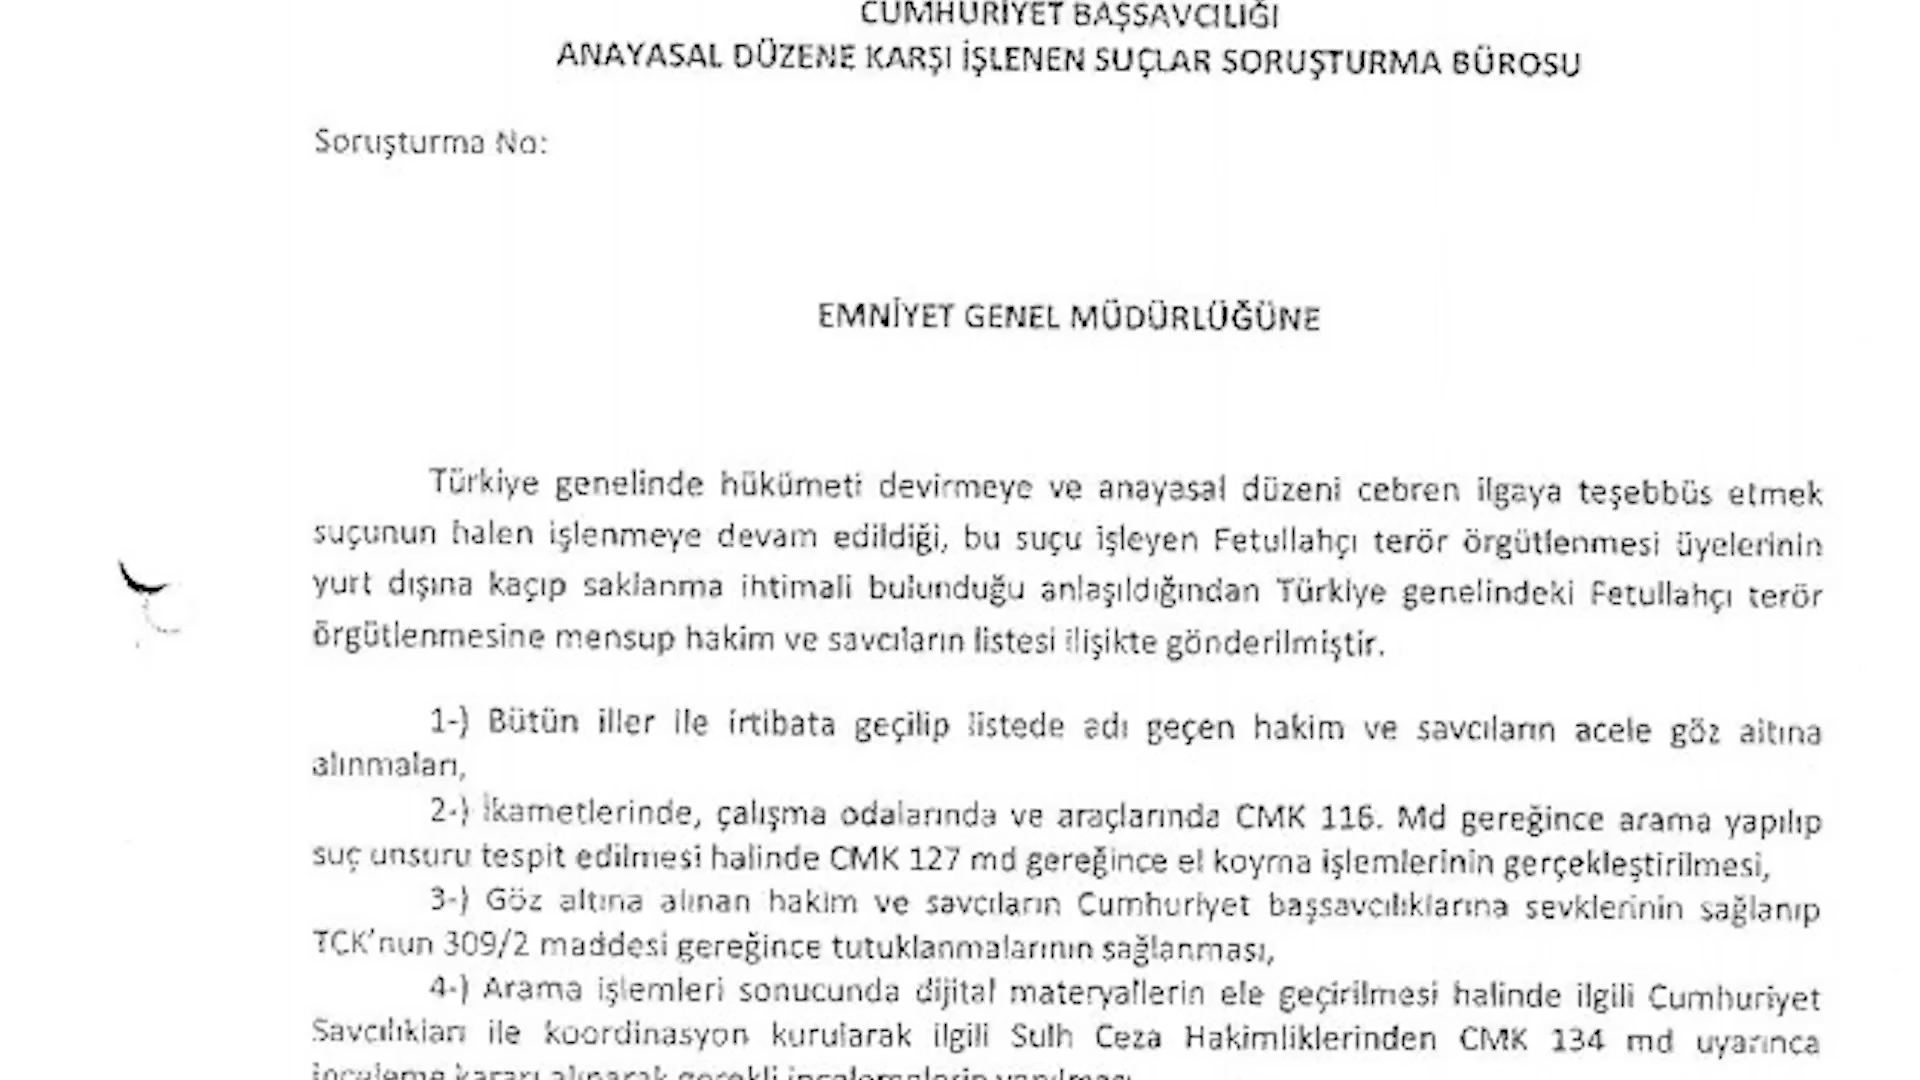 CUMHURİYET BAŞSAVCILIĞI
ANAYASAL DÜZENE KARŞI İŞLENEN SUÇLAR SORUŞTURMA BÜROSU
Soruşturma No:
EMNİYET GENEL MÜDÜRLÜĞÜNE
Türkiye genelinde hükümeti devirmeye ve anayasal düzeni cebren ilgaya teşebbüs etmek
suçunun halen işlenmeye devam edildiği, bu suçu işleyen Fetullahçı terör örgütlenmesi üyelerinin
yurt dışına kaçıp saklanma ihtimali bulunduğu anlaşıldığından Türkiye genelindeki Fetullahçı terör
örgütlenmesine mensup hakim ve savcıların listesi ilişikte gönderilmiştir.
1-) Bütün iller ile irtibata geçilip listede adı geçen hakim ve savcıların acele göz altına
alınmaları,
2-) İkametlerinde, çalışma odalarında ve araçlarında CMK 116. Md gereğince arama yapılıp
suç unsuru tespit edilmesi halinde CMK 127 md gereğince el koyma işlemlerinin gerçekleştirilmesi,
3-) Göz altına alınan hakim ve savcıların Cumhuriyet başsavcılıklarına sevklerinin sağlanıp
TCK'nun 309/2 maddesi gereğince tutuklanmalarının sağlanması,
4-) Arama işlemleri sonucunda dijital materyallerin ele geçirilmesi halinde ilgili Cumhuriyet
Savcılıkları ile koordinasyon kurularak ilgili Sulh Ceza Hakimliklerinden CMK 134 md uyarınca
inceleme kararı alınarak gerekli incelemelerin yapılması